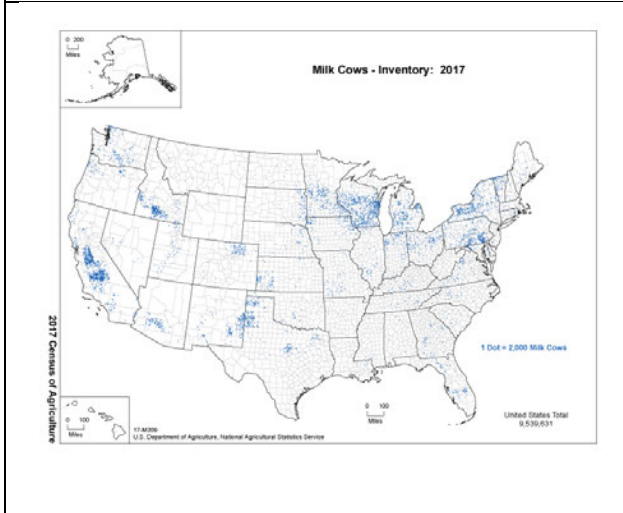 0 200
Miles
Milk Cows - Inventory: 2017
2017 Census of Agriculture
1 Dot = 2,000 Milk Cows
0 100
Miles
0 100
Miles
United States Total
9,539,631
17-M209
U.S. Department of Agriculture, National Agricultural Statistics Service